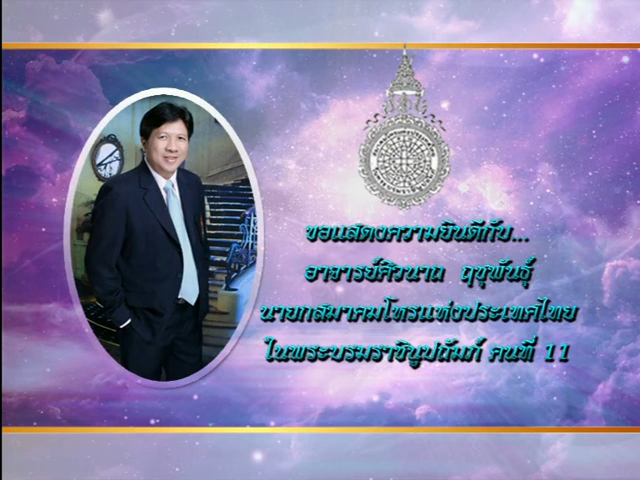 ขอแสดงความยินดีกับ...
อาจารย์ศิวนาถ ฤชุพันธุ์
นายกสมาคมโหรแห่งประเทศไทย
ในพระบรมราชินูปถัมภ์ คนที่ 11